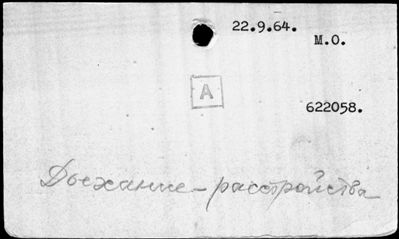 22.9.64.
М.О.
А
622058.
Дыхание – расстройства